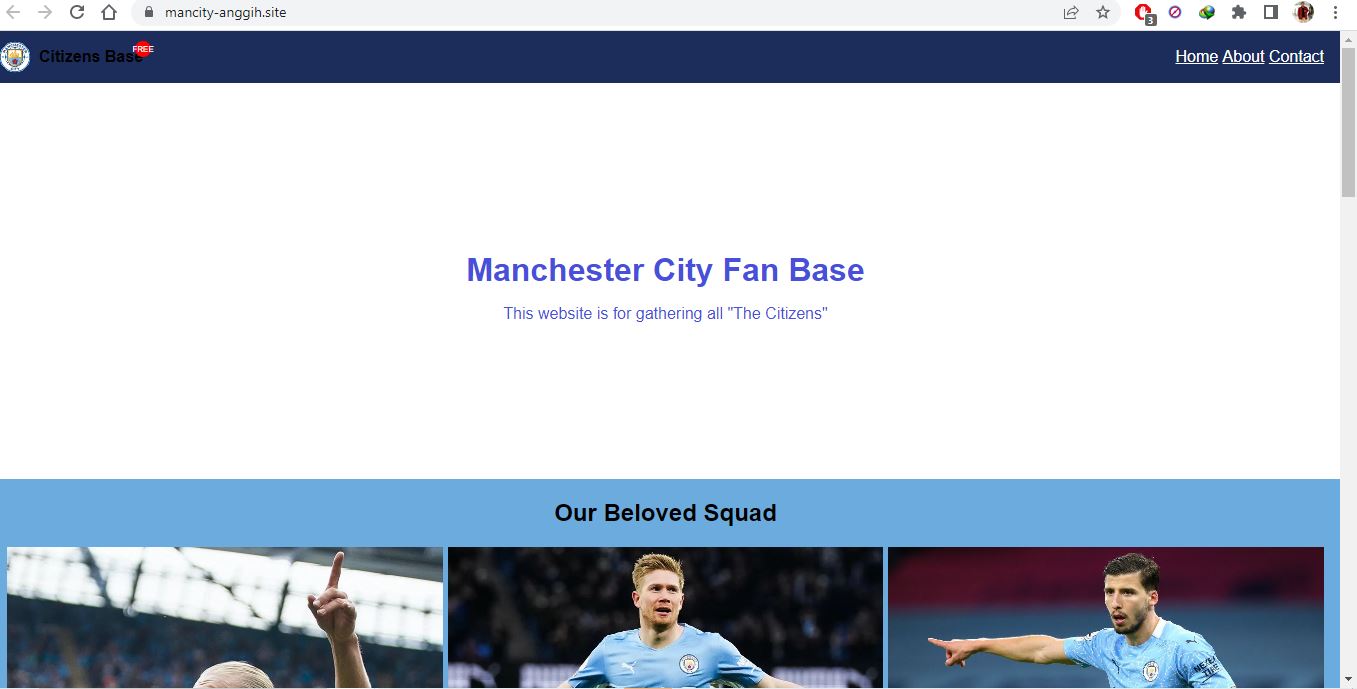 mancity-anggih.site
3
Citizens Base
FREE
Home About Contact
Manchester City Fan Base
This website is for gathering all "The Citizens"
Our Beloved Squad